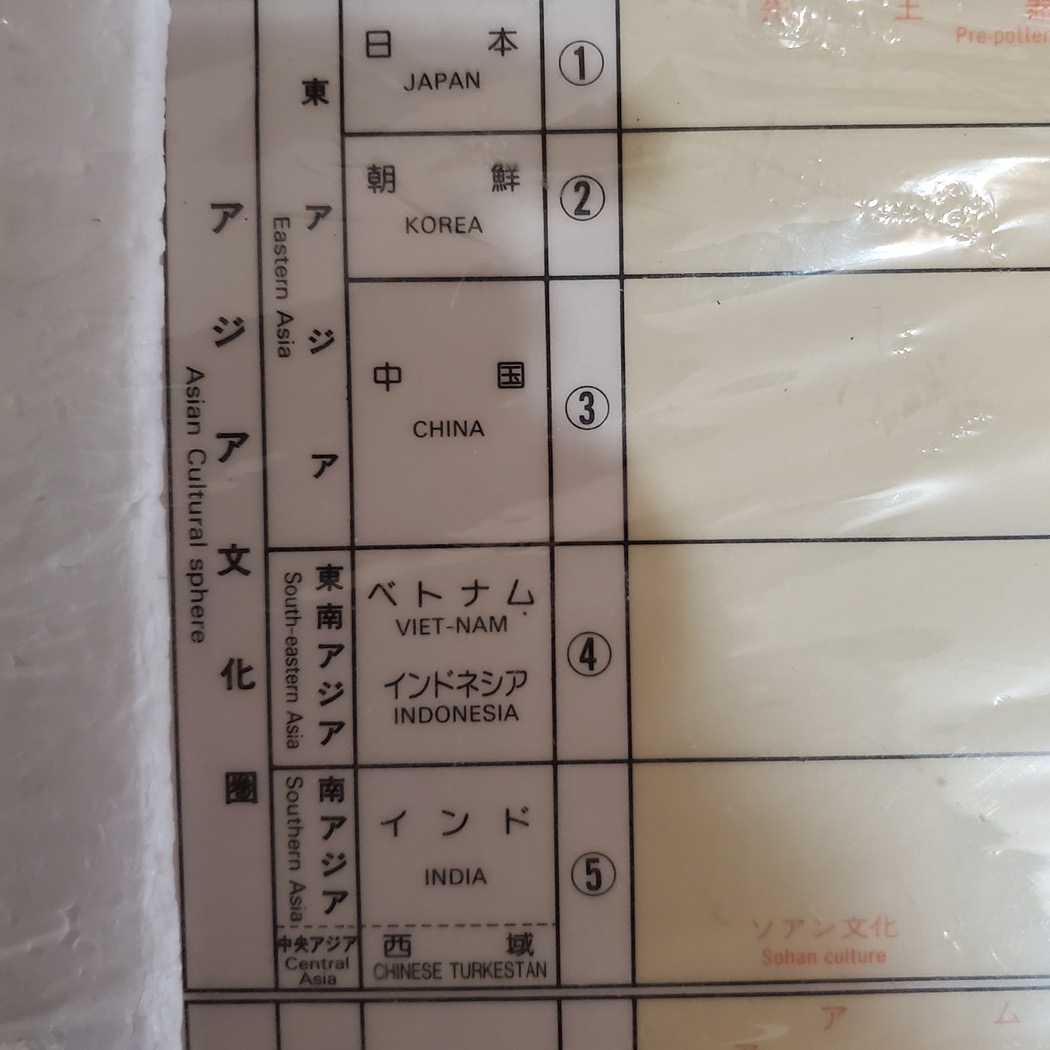 アジア文化圏
Asian Cultural sphere
東アジア
Eastern Asia
日本
JAPAN
①
土
朝鮮
KOREA
②
中国
CHINA
③
東南アジア
South-eastern Asia
ベトナム
VIET-NAM
インドネシア
INDONESIA
④
南アジア
Southern Asia
インド
INDIA
⑤
中央アジア
Central
Asia
西域
CHINESE TURKESTAN
ソアン文化
Sohan culture
ア ム